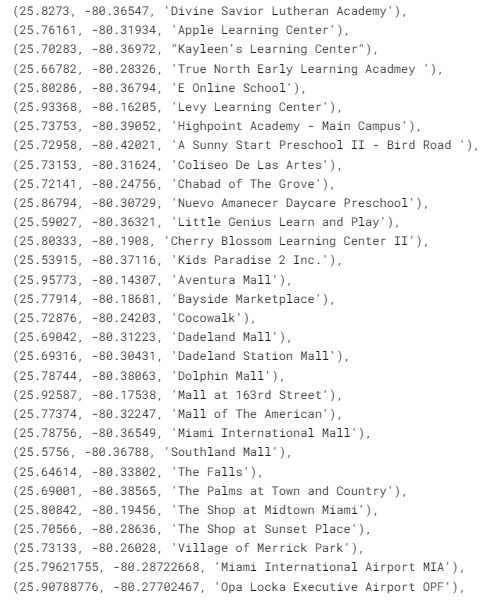 (25.8273, -80.36547, 'Divine Savior Lutheran Academy'),
(25.76161, -80.31934, 'Apple Learning Center'),
(25.70283, -80.36972, "Kayleen's Learning Center"),
(25.66782, -80.28326, 'True North Early Learning Acadmey '),
(25.80286, -80.36794, 'E Online School'),
(25.93368, -80.16205, 'Levy Learning Center'),
(25.73753, -80.39052, 'Highpoint Academy - Main Campus'),
(25.72958, -80.42021, 'A Sunny Start Preschool II - Bird Road '),
(25.73153, -80.31624, 'Coliseo De Las Artes'),
(25.72141, -80.24756, 'Chabad of The Grove'),
(25.86794, -80.30729, 'Nuevo Amanecer Daycare Preschool'),
(25.59027, -80.36321, 'Little Genius Learn and Play'),
(25.80333, -80.1908, 'Cherry Blossom Learning Center II'),
(25.53915, -80.37116, 'Kids Paradise 2 Inc.'),
(25.95773, -80.14307, 'Aventura Mall'),
(25.77914, -80.18681, 'Bayside Marketplace'),
(25.72876, -80.24203, 'Cocowalk'),
(25.69042, -80.31223, 'Dadeland Mall'),
(25.69316, -80.30431, 'Dadeland Station Mall'),
(25.78744, -80.38063, 'Dolphin Mall'),
(25.92587, -80.17538, 'Mall at 163rd Street'),
(25.77374, -80.32247, 'Mall of The American'),
(25.78756, -80.36549, 'Miami International Mall'),
(25.5756, -80.36788, 'Southland Mall'),
(25.64614, -80.33802, 'The Falls'),
(25.69001, -80.38565, 'The Palms at Town and Country'),
(25.80842, -80.19456, 'The Shop at Midtown Miami'),
(25.70566, -80.28636, 'The Shop at Sunset Place'),
(25.73133, -80.26028, 'Village of Merrick Park'),
(25.79621755, -80.28722668, 'Miami International Airport MIA'),
(25.90788776, -80.27702467, 'Opa Locka Executive Airport OPF'),